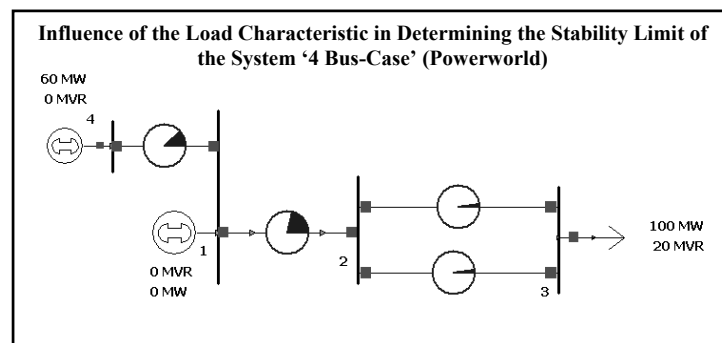 Influence of the Load Characteristic in Determining the Stability Limit of
the System ‘4 Bus-Case’ (Powerworld)
60 MW
0 MVR
4
1
0 MVR
0 MW
2
3
100 MW
20 MVR